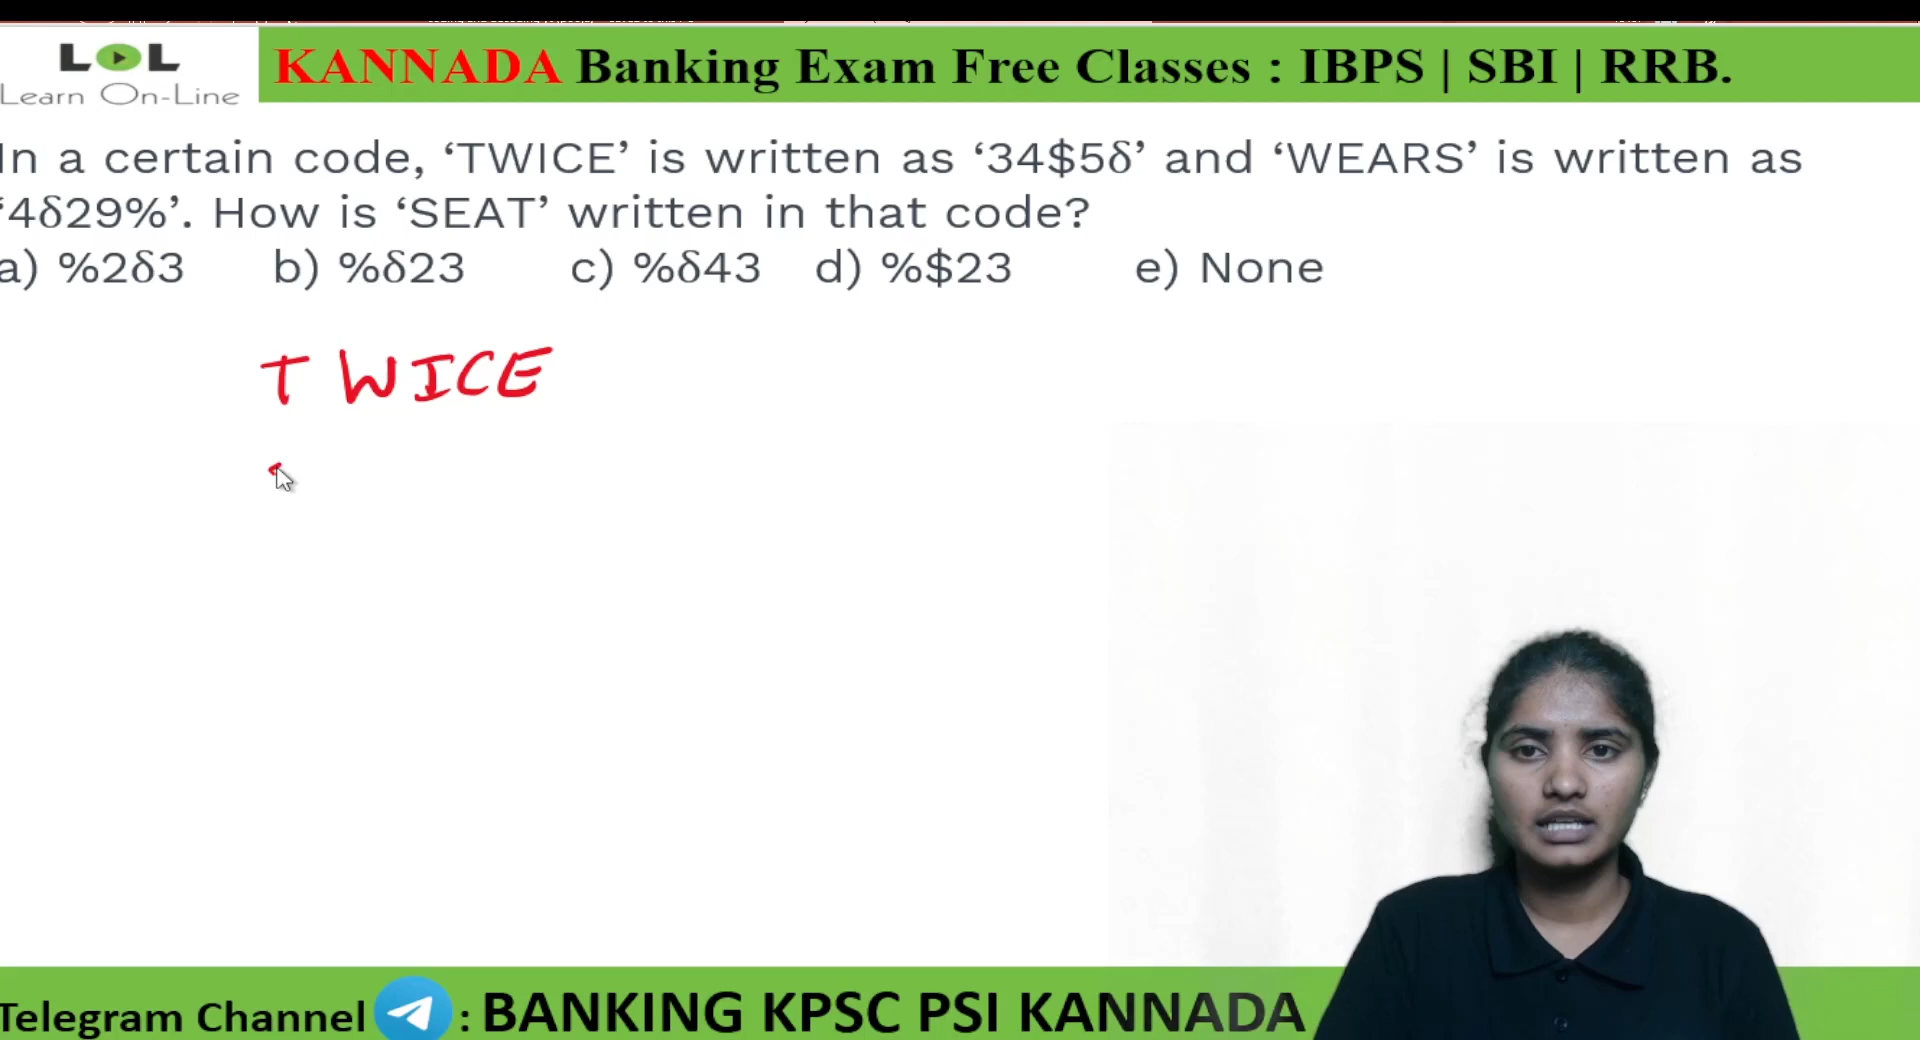 LOL
Learn On-Line
KANNADA Banking Exam Free Classes : IBPS | SBI | RRB.
In a certain code, ‘TWICE’ is written as ‘34$5δ’ and ‘WEARS’ is written as
‘4δ29%’. How is ‘SEAT’ written in that code?
a) %2δ3 b) %δ23 c) %δ43 d) %$23 e) None
TWICE
Telegram Channel : BANKING KPSC PSI KANNADA